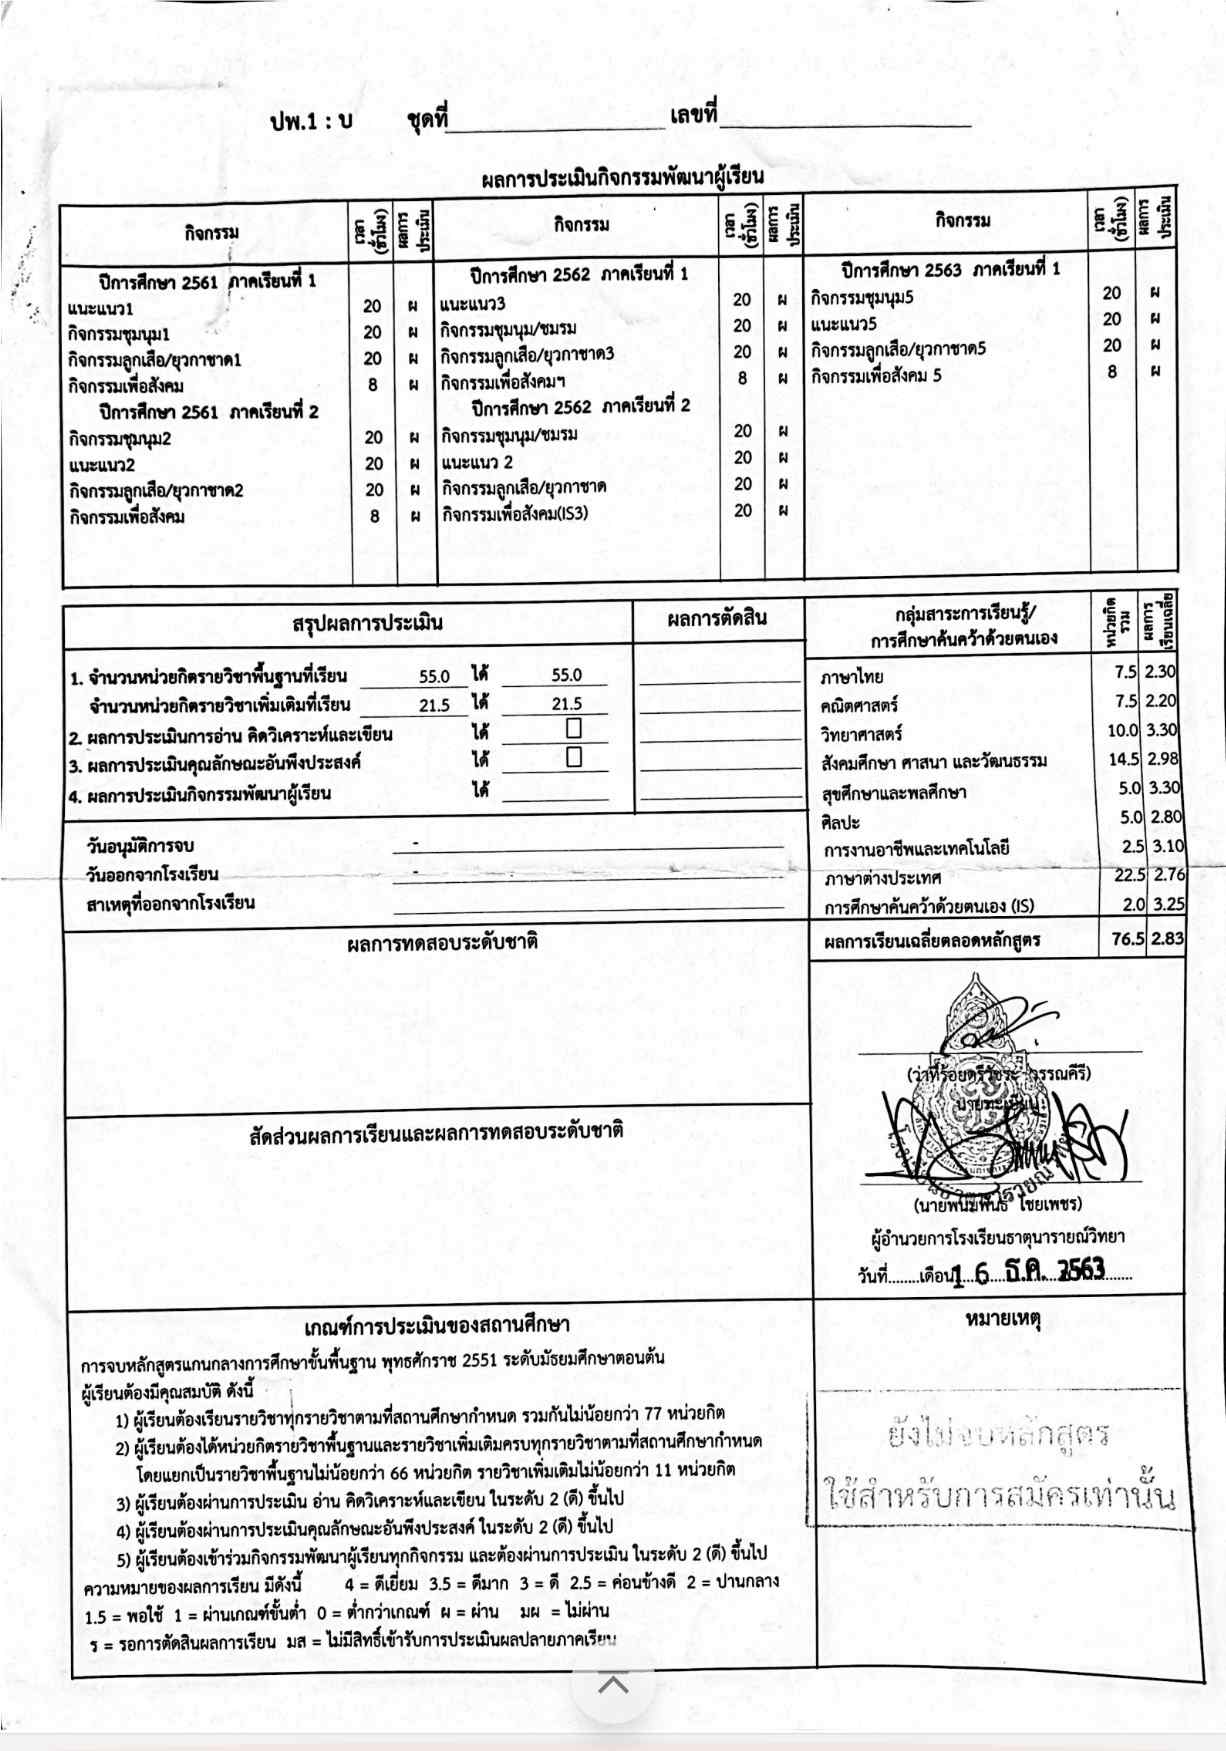 ปพ.1 : บ ชุดที่ เลขที่
ผลการประเมินกิจกรรมพัฒนาผู้เรียน
กิจกรรม เวลา (ชั่วโมง) ผลการประเมิน กิจกรรม เวลา (ชั่วโมง) ผลการประเมิน กิจกรรม เวลา (ชั่วโมง) ผลการประเมิน
ปีการศึกษา 2561 ภาคเรียนที่ 1
แนะแนว1 20 ผ
กิจกรรมชุมนุม1 20 ผ
กิจกรรมลูกเสือ/ยุวกาชาด1 20 ผ
กิจกรรมเพื่อสังคม 8 ผ
ปีการศึกษา 2561 ภาคเรียนที่ 2
กิจกรรมชุมนุม2 20 ผ
แนะแนว2 20 ผ
กิจกรรมลูกเสือ/ยุวกาชาด2 20 ผ
กิจกรรมเพื่อสังคม 8 ผ
ปีการศึกษา 2562 ภาคเรียนที่ 1
แนะแนว3 20 ผ
กิจกรรมชุมนุม/ชมรม 20 ผ
กิจกรรมลูกเสือ/ยุวกาชาด3 20 ผ
กิจกรรมเพื่อสังคมฯ 8 ผ
ปีการศึกษา 2562 ภาคเรียนที่ 2
กิจกรรมชุมนุม/ชมรม 20 ผ
แนะแนว 2 20 ผ
กิจกรรมลูกเสือ/ยุวกาชาด 20 ผ
กิจกรรมเพื่อสังคม(IS3) 20 ผ
ปีการศึกษา 2563 ภาคเรียนที่ 1
กิจกรรมชุมนุม5 20 ผ
แนะแนว5 20 ผ
กิจกรรมลูกเสือ/ยุวกาชาด5 20 ผ
กิจกรรมเพื่อสังคม 5 8 ผ
สรุปผลการประเมิน ผลการตัดสิน
1. จำนวนหน่วยกิตรายวิชาพื้นฐานที่เรียน 55.0 ได้ 55.0
จำนวนหน่วยกิตรายวิชาเพิ่มเติมที่เรียน 21.5 ได้ 21.5
2. ผลการประเมินการอ่าน คิดวิเคราะห์และเขียน ได้
3. ผลการประเมินคุณลักษณะอันพึงประสงค์ ได้
4. ผลการประเมินกิจกรรมพัฒนาผู้เรียน ได้
วันอนุมัติการจบ -
วันออกจากโรงเรียน -
สาเหตุที่ออกจากโรงเรียน
กลุ่มสาระการเรียนรู้/ การศึกษาค้นคว้าด้วยตนเอง หน่วยกิตรวม ผลการเรียนเฉลี่ย
ภาษาไทย 7.5 2.30
คณิตศาสตร์ 7.5 2.20
วิทยาศาสตร์ 10.0 3.30
สังคมศึกษา ศาสนา และวัฒนธรรม 14.5 2.98
สุขศึกษาและพลศึกษา 5.0 3.30
ศิลปะ 5.0 2.80
การงานอาชีพและเทคโนโลยี 2.5 3.10
ภาษาต่างประเทศ 22.5 2.76
การศึกษาค้นคว้าด้วยตนเอง (IS) 2.0 3.25
ผลการเรียนเฉลี่ยตลอดหลักสูตร 76.5 2.83
ผลการทดสอบระดับชาติ
สัดส่วนผลการเรียนและผลการทดสอบระดับชาติ
(ว่าที่ร้อยตรีวัชระ วรรณคีรี)
นายทะเบียน
(นายพนมพันธ์ ไชยเพชร)
ผู้อำนวยการโรงเรียนธาตุนารายณ์วิทยา
วันที่........เดือน 16 ธ.ค. 2563
เกณฑ์การประเมินของสถานศึกษา
การจบหลักสูตรแกนกลางการศึกษาขั้นพื้นฐาน พุทธศักราช 2551 ระดับมัธยมศึกษาตอนต้น
ผู้เรียนต้องมีคุณสมบัติ ดังนี้
1) ผู้เรียนต้องเรียนรายวิชาทุกรายวิชาตามที่สถานศึกษากำหนด รวมกันไม่น้อยกว่า 77 หน่วยกิต
2) ผู้เรียนต้องได้หน่วยกิตรายวิชาพื้นฐานและรายวิชาเพิ่มเติมครบทุกรายวิชาตามที่สถานศึกษากำหนด
โดยแยกเป็นรายวิชาพื้นฐานไม่น้อยกว่า 66 หน่วยกิต รายวิชาเพิ่มเติมไม่น้อยกว่า 11 หน่วยกิต
3) ผู้เรียนต้องผ่านการประเมิน อ่าน คิดวิเคราะห์และเขียน ในระดับ 2 (ดี) ขึ้นไป
4) ผู้เรียนต้องผ่านการประเมินคุณลักษณะอันพึงประสงค์ ในระดับ 2 (ดี) ขึ้นไป
5) ผู้เรียนต้องเข้าร่วมกิจกรรมพัฒนาผู้เรียนทุกกิจกรรม และต้องผ่านการประเมิน ในระดับ 2 (ดี) ขึ้นไป
ความหมายของผลการเรียน มีดังนี้ 4 = ดีเยี่ยม 3.5 = ดีมาก 3 = ดี 2.5 = ค่อนข้างดี 2 = ปานกลาง
1.5 = พอใช้ 1 = ผ่านเกณฑ์ขั้นต่ำ 0 = ต่ำกว่าเกณฑ์ ผ = ผ่าน มผ = ไม่ผ่าน
ร = รอการตัดสินผลการเรียน มส = ไม่มีสิทธิ์เข้ารับการประเมินผลปลายภาคเรียน
หมายเหตุ
ยังไม่จบหลักสูตร
ใช้สำหรับการสมัครเท่านั้น